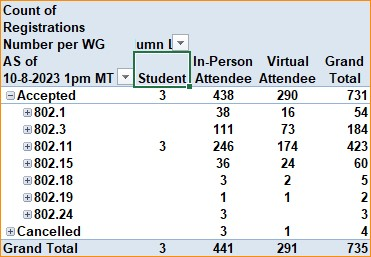 Count of
Registrations
Number per WG umn L
AS of In-Person Virtual Grand
10-8-2023 1pm MT Student Attendee Attendee Total
Accepted 3 438 290 731
802.1 38 16 54
802.3 111 73 184
802.11 3 246 174 423
802.15 36 24 60
802.18 3 2 5
802.19 1 1 2
802.24 3 3
Cancelled 3 1 4
Grand Total 3 441 291 735